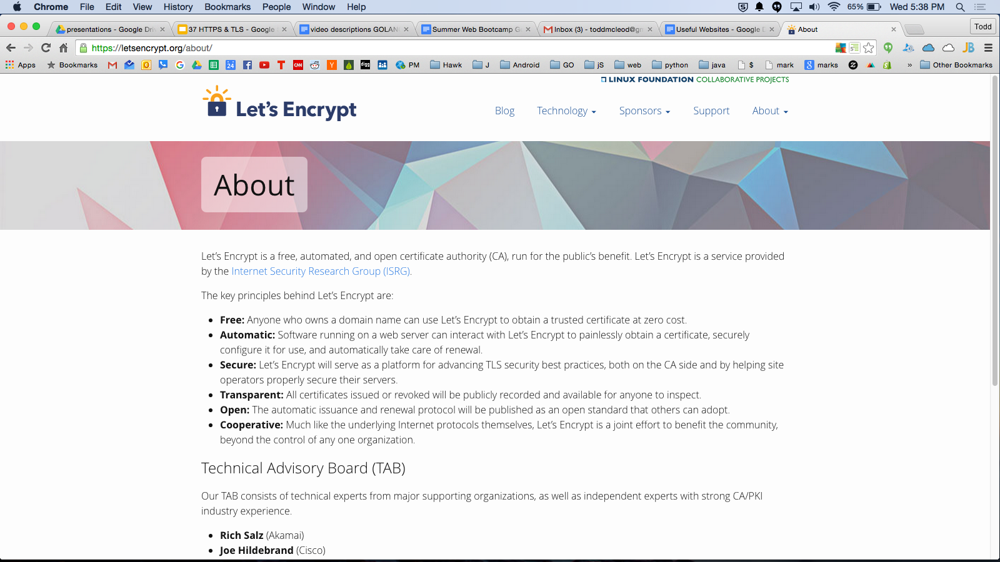 Chrome File Edit View History Bookmarks People Window Help 65% Wed 5:38 PM
presentations - Google Dri 37 HTTPS & TLS - Google video descriptions GOLAN Summer Web Bootcamp G Inbox (3) - toddmcleod@gm Useful Websites - Google D About Todd
https://letsencrypt.org/about/
Apps Bookmarks 24 CNN digg PM Hawk J Android GO jS web python java $ mark marks » Other Bookmarks
LINUX FOUNDATION COLLABORATIVE PROJECTS
Let's Encrypt
Blog Technology Sponsors Support About
About
Let's Encrypt is a free, automated, and open certificate authority (CA), run for the public's benefit. Let's Encrypt is a service provided
by the Internet Security Research Group (ISRG).
The key principles behind Let's Encrypt are:
• Free: Anyone who owns a domain name can use Let's Encrypt to obtain a trusted certificate at zero cost.
• Automatic: Software running on a web server can interact with Let's Encrypt to painlessly obtain a certificate, securely
configure it for use, and automatically take care of renewal.
• Secure: Let's Encrypt will serve as a platform for advancing TLS security best practices, both on the CA side and by helping site
operators properly secure their servers.
• Transparent: All certificates issued or revoked will be publicly recorded and available for anyone to inspect.
• Open: The automatic issuance and renewal protocol will be published as an open standard that others can adopt.
• Cooperative: Much like the underlying Internet protocols themselves, Let's Encrypt is a joint effort to benefit the community,
beyond the control of any one organization.
Technical Advisory Board (TAB)
Our TAB consists of technical experts from major supporting organizations, as well as independent experts with strong CA/PKI
industry experience.
• Rich Salz (Akamai)
• Joe Hildebrand (Cisco)